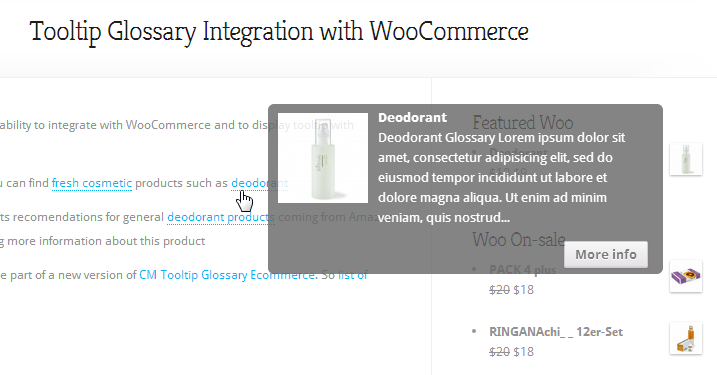 Tooltip Glossary Integration with WooCommerce
ability to integrate with WooCommerce and to display tooltip with
u can find fresh cosmetic products such as deodorant
ts recomendations for general deodorant products coming from Amaz
g more information about this product
e part of a new version of CM Tooltip Glossary Ecommerce. So list of
Deodorant
Deodorant Glossary Lorem ipsum dolor sit
amet, consectetur adipisicing elit, sed do
eiusmod tempor incididunt ut labore et
dolore magna aliqua. Ut enim ad minim
veniam, quis nostrud...
More info
Featured Woo
Deodorant
Woo On-sale
PACK 4 plus
$20 $18
RINGANAchi_ _ 12er-Set
$20 $18